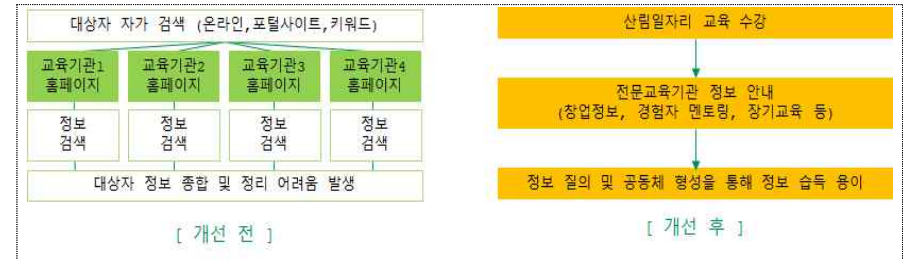 대상자 자가 검색 (온라인,포털사이트,키워드)
교육기관1
홈페이지
교육기관2
홈페이지
교육기관3
홈페이지
교육기관4
홈페이지
정보
검색
정보
검색
정보
검색
정보
검색
대상자 정보 종합 및 정리 어려움 발생
[ 개선 전 ]
산림일자리 교육 수강
전문교육기관 정보 안내
(창업정보, 경험자 멘토링, 장기교육 등)
정보 질의 및 공동체 형성을 통해 정보 습득 용이
[ 개선 후 ]